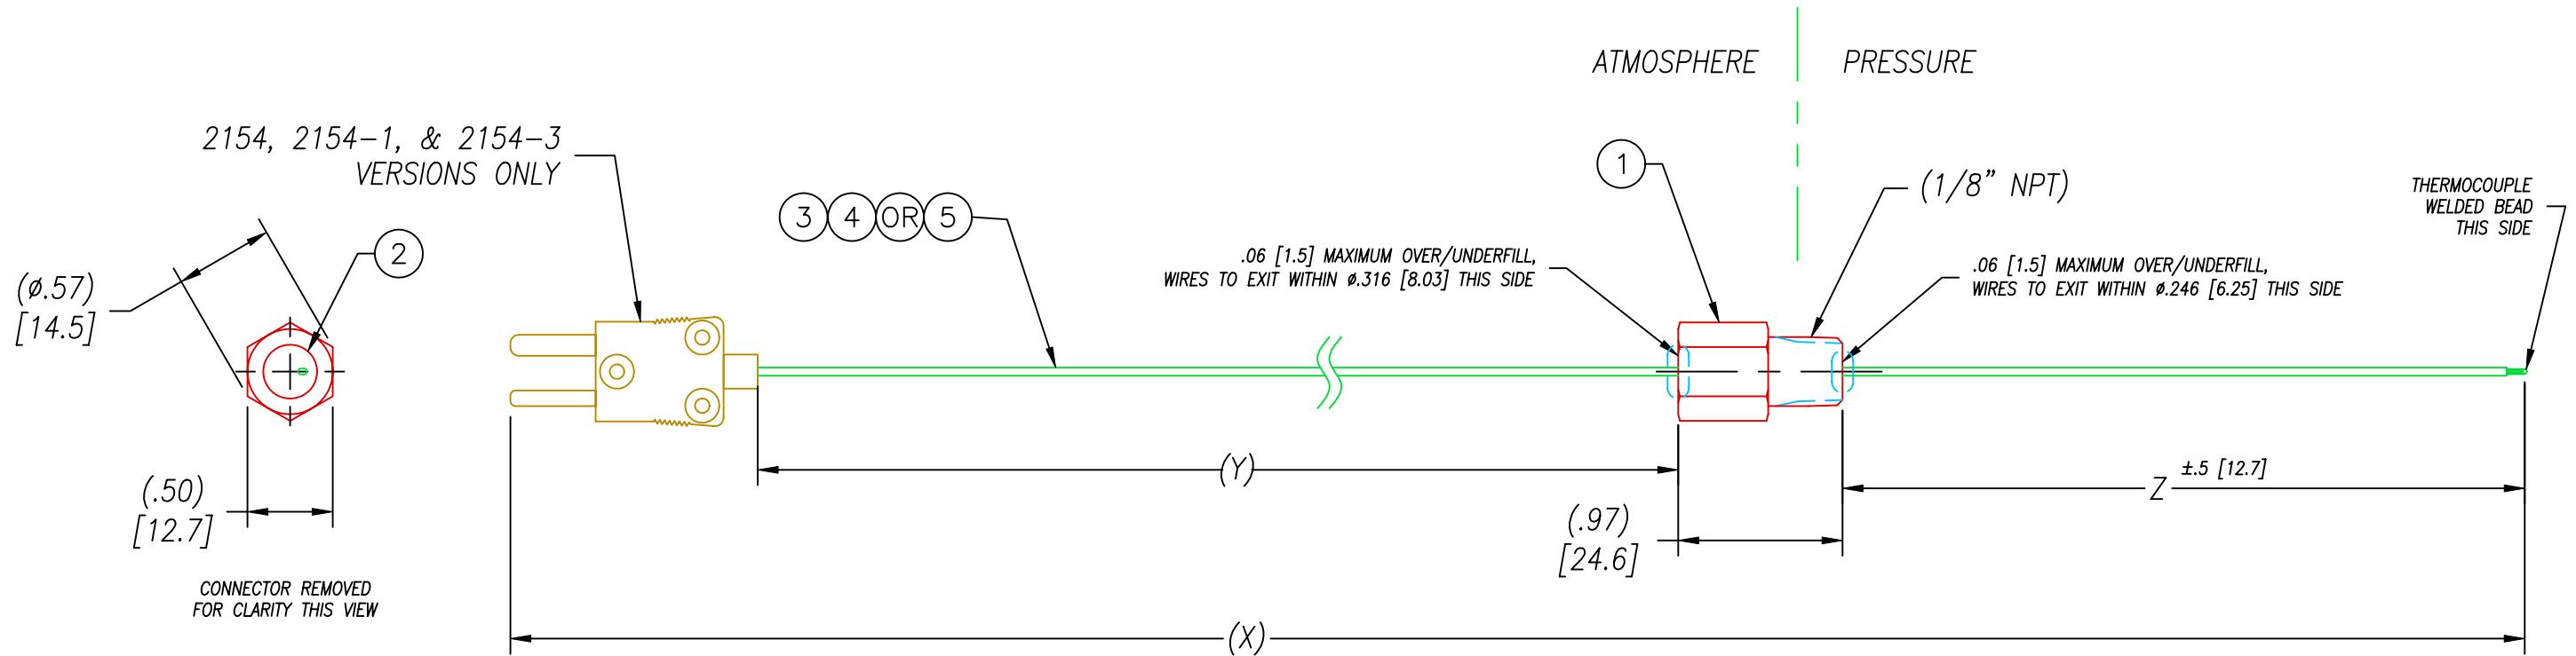 ATMOSPHERE
PRESSURE
2154, 2154-1, & 2154-3
VERSIONS ONLY
1
(1/8” NPT)
THERMOCOUPLE
WELDED BEAD
THIS SIDE
3 4 OR 5
2
.06 [1.5] MAXIMUM OVER/UNDERFILL,
WIRES TO EXIT WITHIN ø.316 [8.03] THIS SIDE
.06 [1.5] MAXIMUM OVER/UNDERFILL,
WIRES TO EXIT WITHIN ø.246 [6.25] THIS SIDE
(ø.57)
[14.5]
(Y)
Z ±.5 [12.7]
(.50)
[12.7]
(.97)
[24.6]
CONNECTOR REMOVED
FOR CLARITY THIS VIEW
(X)